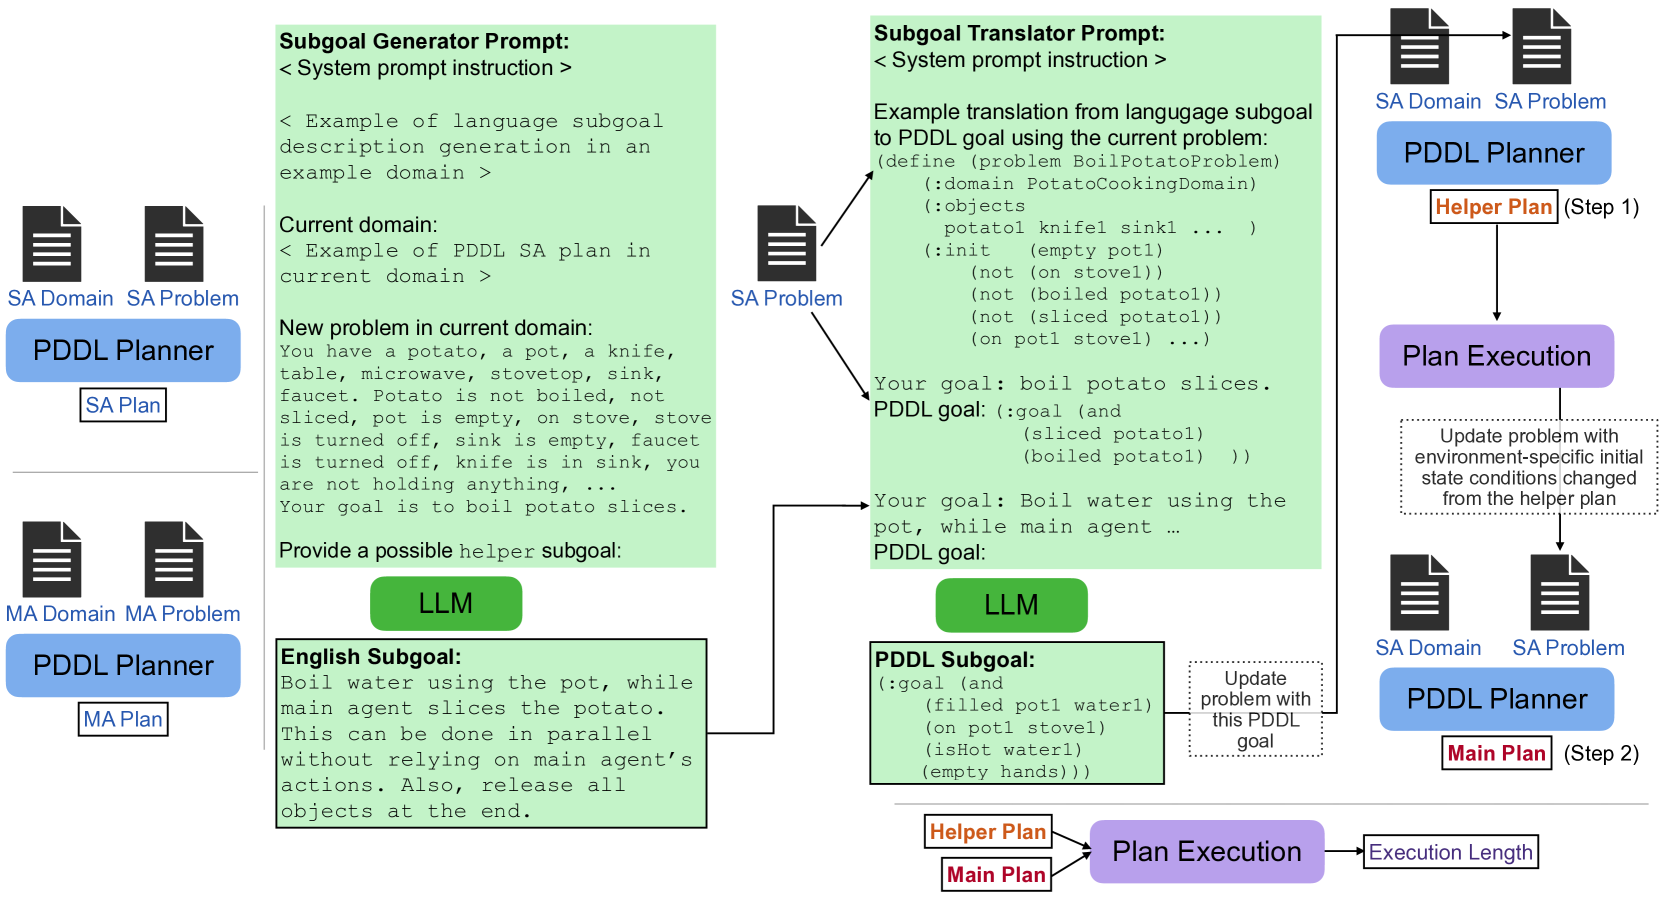 SA Domain SA Problem
PDDL Planner
SA Plan
MA Domain MA Problem
PDDL Planner
MA Plan
Subgoal Generator Prompt:
< System prompt instruction >
< Example of language subgoal
description generation in an
example domain >
Current domain:
< Example of PDDL SA plan in
current domain >
New problem in current domain:
You have a potato, a pot, a knife,
table, microwave, stovetop, sink,
faucet. Potato is not boiled, not
sliced, pot is empty, on stove, stove
is turned off, sink is empty, faucet
is turned off, knife is in sink, you
are not holding anything, ...
Your goal is to boil potato slices.
Provide a possible helper subgoal:
LLM
English Subgoal:
Boil water using the pot, while
main agent slices the potato.
This can be done in parallel
without relying on main agent's
actions. Also, release all
objects at the end.
SA Problem
Subgoal Translator Prompt:
< System prompt instruction >
Example translation from langugage subgoal
to PDDL goal using the current problem:
(define (problem BoilPotatoProblem)
(:domain PotatoCookingDomain)
(:objects
potato1 knife1 sink1 ... )
(:init (empty pot1)
(not (on stove1))
(not (boiled potato1))
(not (sliced potato1))
(on pot1 stove1) ...)
Your goal: boil potato slices.
PDDL goal: (:goal (and
(sliced potato1)
(boiled potato1) ))
Your goal: Boil water using the
pot, while main agent …
PDDL goal:
LLM
PDDL Subgoal:
(:goal (and
(filled pot1 water1)
(on pot1 stove1)
(isHot water1)
(empty hands)))
Update
problem with
this PDDL
goal
SA Domain SA Problem
PDDL Planner
Helper Plan (Step 1)
Plan Execution
Update problem with
environment-specific initial
state conditions changed
from the helper plan
SA Domain SA Problem
PDDL Planner
Main Plan (Step 2)
Helper Plan
Main Plan
Plan Execution
Execution Length